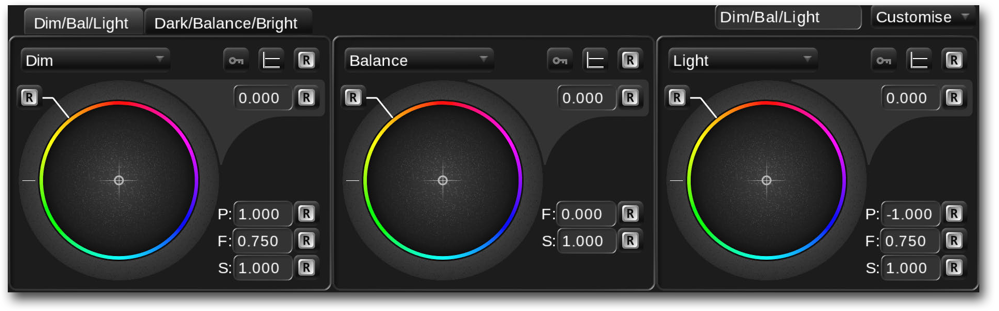 Dim/Bal/Light
Dark/Balance/Bright
Dim/Bal/Light
Customise
Dim
R
R
0.000
R
P: 1.000 R
F: 0.750 R
S: 1.000 R
Balance
R
R
0.000
R
F: 0.000 R
S: 1.000 R
Light
R
R
0.000
R
P: -1.000 R
F: 0.750 R
S: 1.000 R